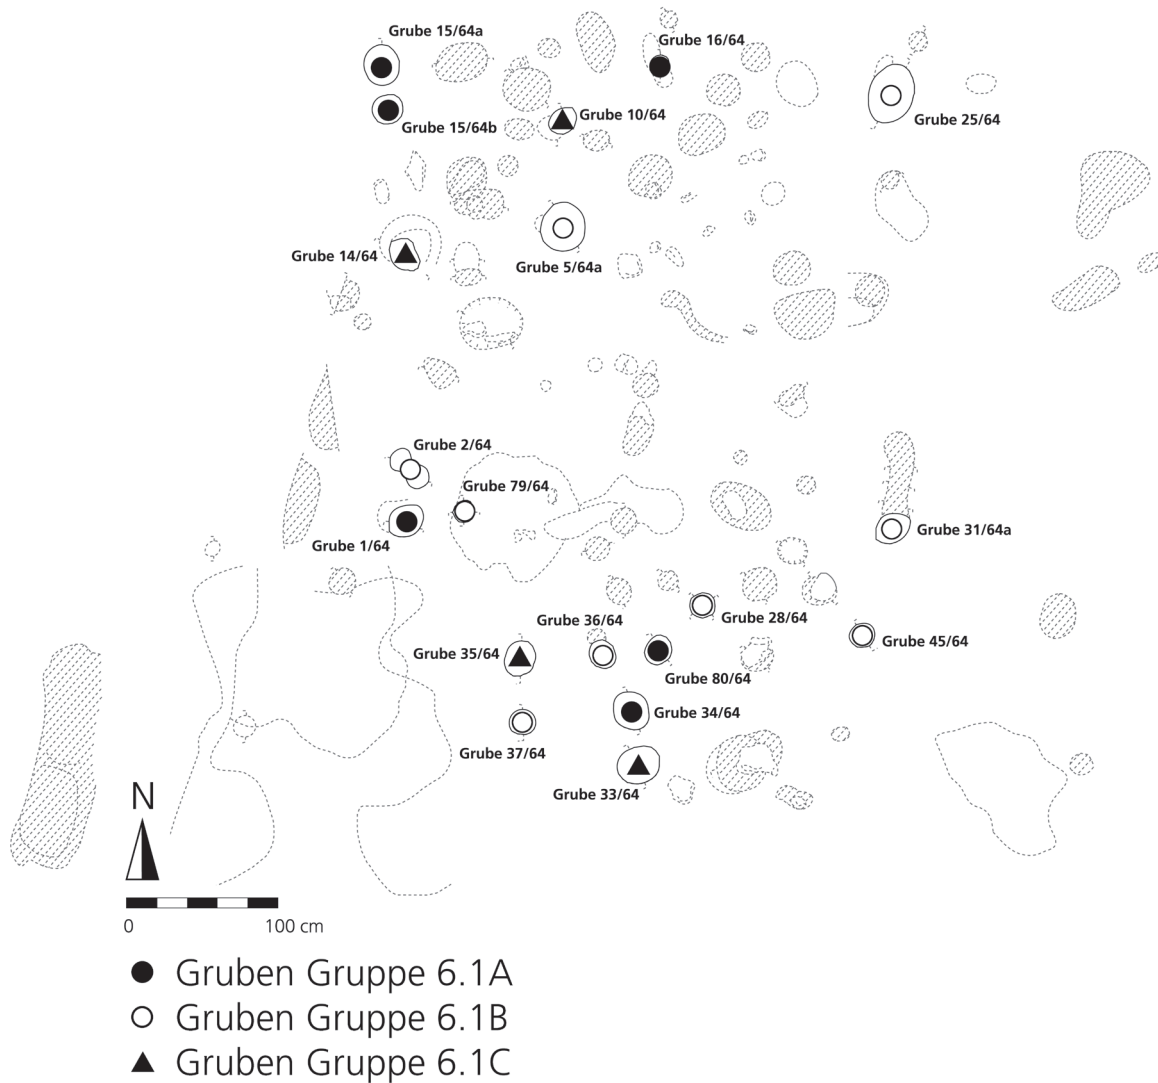 Grube 15/64a
Grube 16/64
Grube 10/64
Grube 25/64
Grube 15/64b
Grube 14/64
Grube 5/64a
Grube 2/64
Grube 79/64
Grube 1/64
Grube 31/64a
Grube 36/64
Grube 28/64
Grube 45/64
Grube 35/64
Grube 80/64
Grube 34/64
Grube 37/64
Grube 33/64
N
0 100 cm
Gruben Gruppe 6.1A
Gruben Gruppe 6.1B
Gruben Gruppe 6.1C